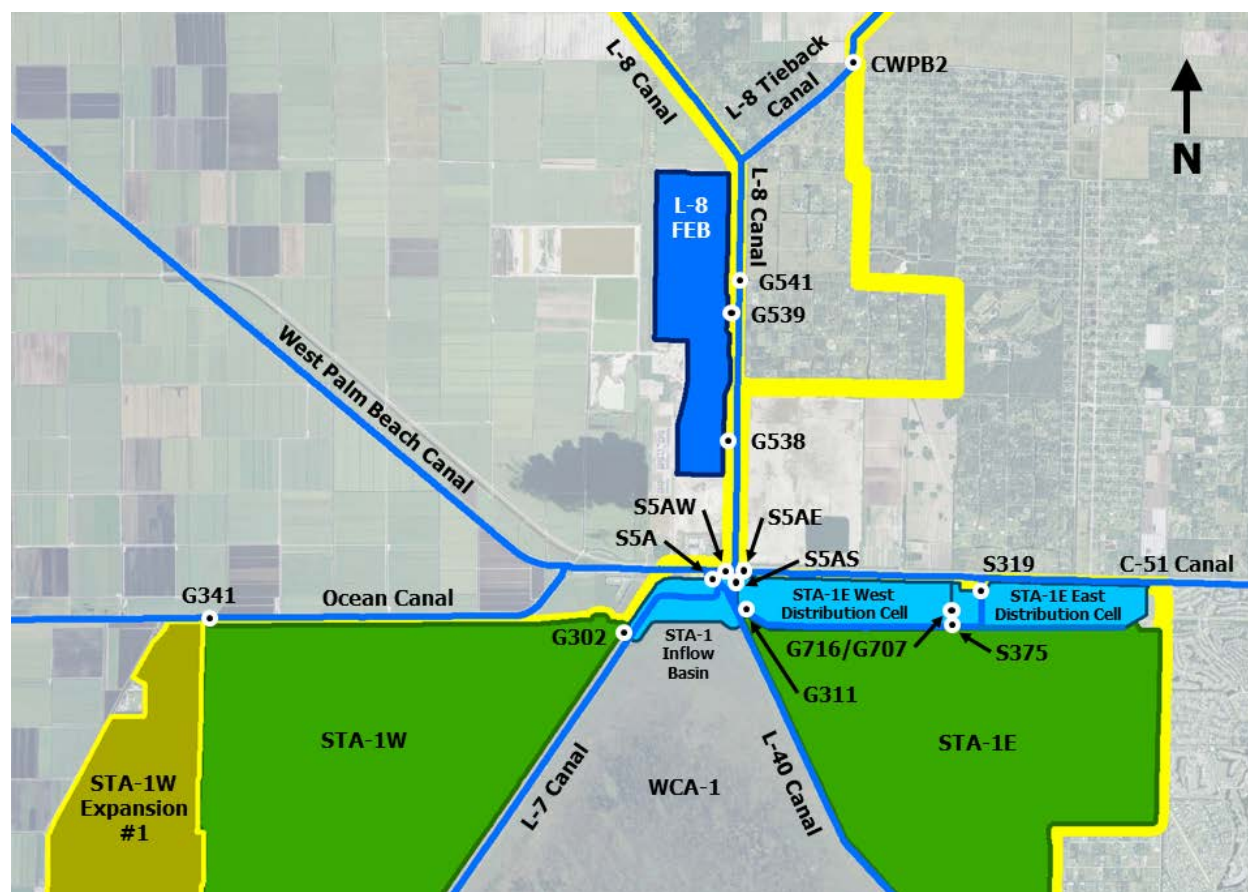 L-8 Canal
L-8 Tieback
Canal
CWPB2
N
L-8
FEB
L-8 Canal
G541
G539
West Palm Beach Canal
G538
S5AW
S5AE
S5A
S5AS
S319
C-51 Canal
G341
Ocean Canal
STA-1E West
Distribution Cell
STA-1E East
Distribution Cell
G302
STA-1
Inflow
Basin
G716/G707
S375
G311
STA-1W
STA-1E
STA-1W
Expansion
#1
L-7 Canal
WCA-1
L-40 Canal